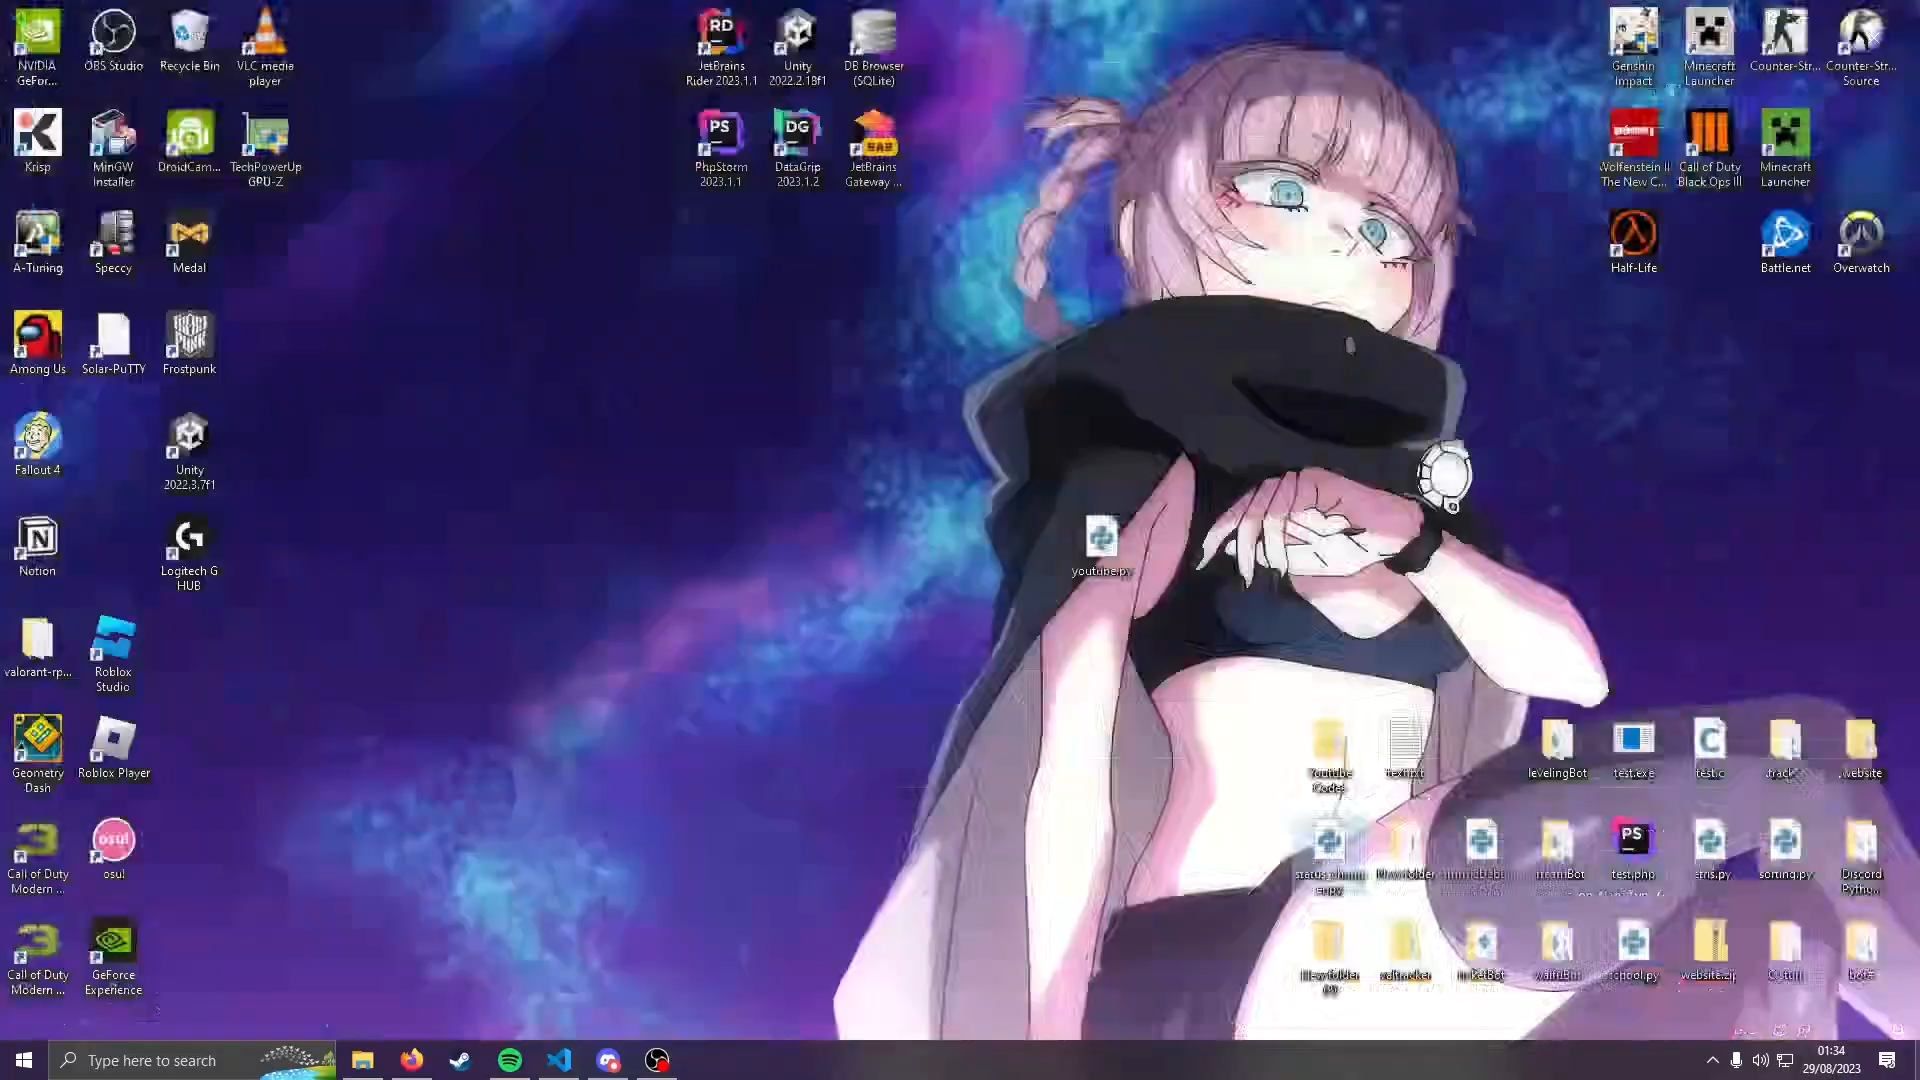 NVIDIA
GeFor...
OBS Studio
Recycle Bin
VLC media
player
JetBrains
Rider 2023.1.1
Unity
2022.2.18f1
DB Browser
(SQLite)
Genshin
Impact
Minecraft
Launcher
Counter-Str...
Counter-Str...
Source
Krisp
MinGW
Installer
DroidCam...
TechPowerUp
GPU-Z
PhpStorm
2023.1.1
DataGrip
2023.1.2
JetBrains
Gateway ...
Wolfenstein II
The New C...
Call of Duty
Black Ops III
Minecraft
Launcher
A-Tuning
Speccy
Medal
Half-Life
Battle.net
Overwatch
Among Us
Solar-PuTTY
Frostpunk
Fallout 4
Unity
2022.3.7f1
Notion
Logitech G
HUB
youtube.py
valorant-rp...
Roblox
Studio
Geometry
Dash
Roblox Player
Youtube
Codes
levelingBot
test.exe
test.c
website
Call of Duty
Modern ...
osu!
test.php
sorting.py
Discord
Call of Duty
Modern ...
GeForce
Experience
New folder
school.py
website.zip
Type here to search
01:34
29/08/2023